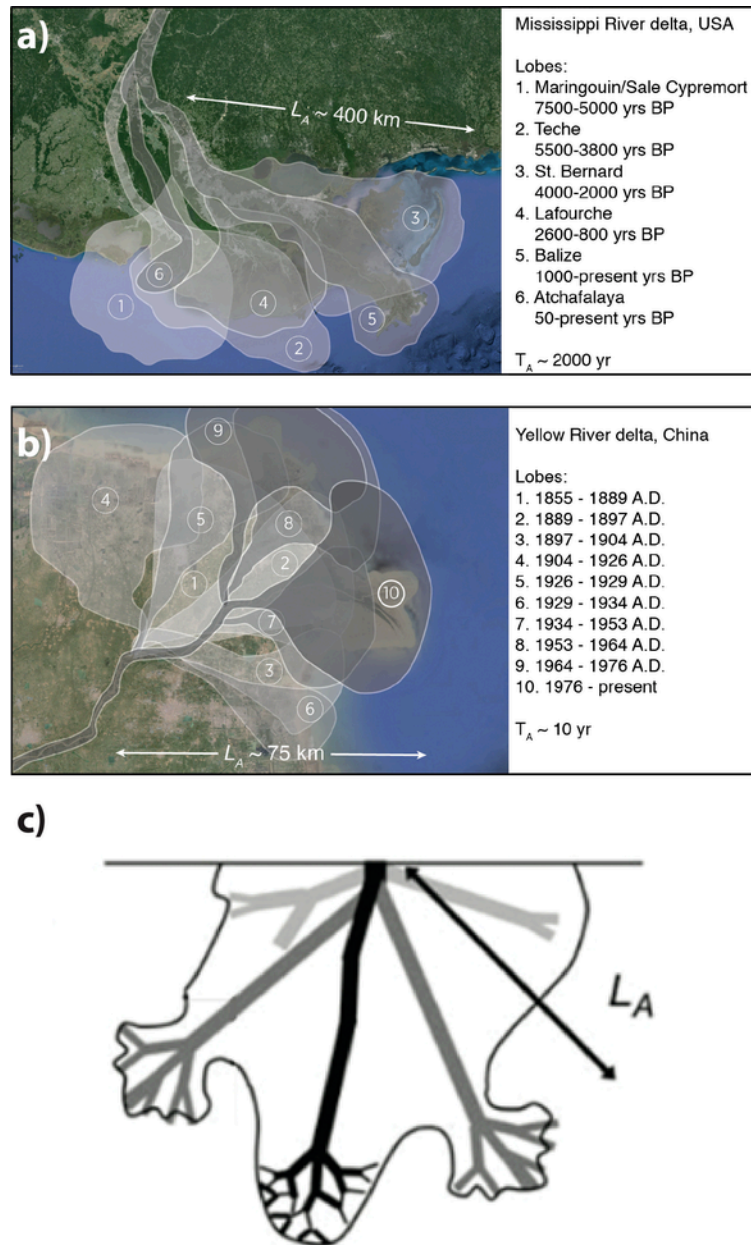 a)
L_A ~ 400 km
1
2
3
4
5
6
Mississippi River delta, USA
Lobes:
1. Maringouin/Sale Cypremort
7500-5000 yrs BP
2. Teche
5500-3800 yrs BP
3. St. Bernard
4000-2000 yrs BP
4. Lafourche
2600-800 yrs BP
5. Balize
1000-present yrs BP
6. Atchafalaya
50-present yrs BP
T_A ~ 2000 yr
b)
9
4
5
8
2
1
10
7
3
6
L_A ~ 75 km
Yellow River delta, China
Lobes:
1. 1855 - 1889 A.D.
2. 1889 - 1897 A.D.
3. 1897 - 1904 A.D.
4. 1904 - 1926 A.D.
5. 1926 - 1929 A.D.
6. 1929 - 1934 A.D.
7. 1934 - 1953 A.D.
8. 1953 - 1964 A.D.
9. 1964 - 1976 A.D.
10. 1976 - present
T_A ~ 10 yr
c)
L_A